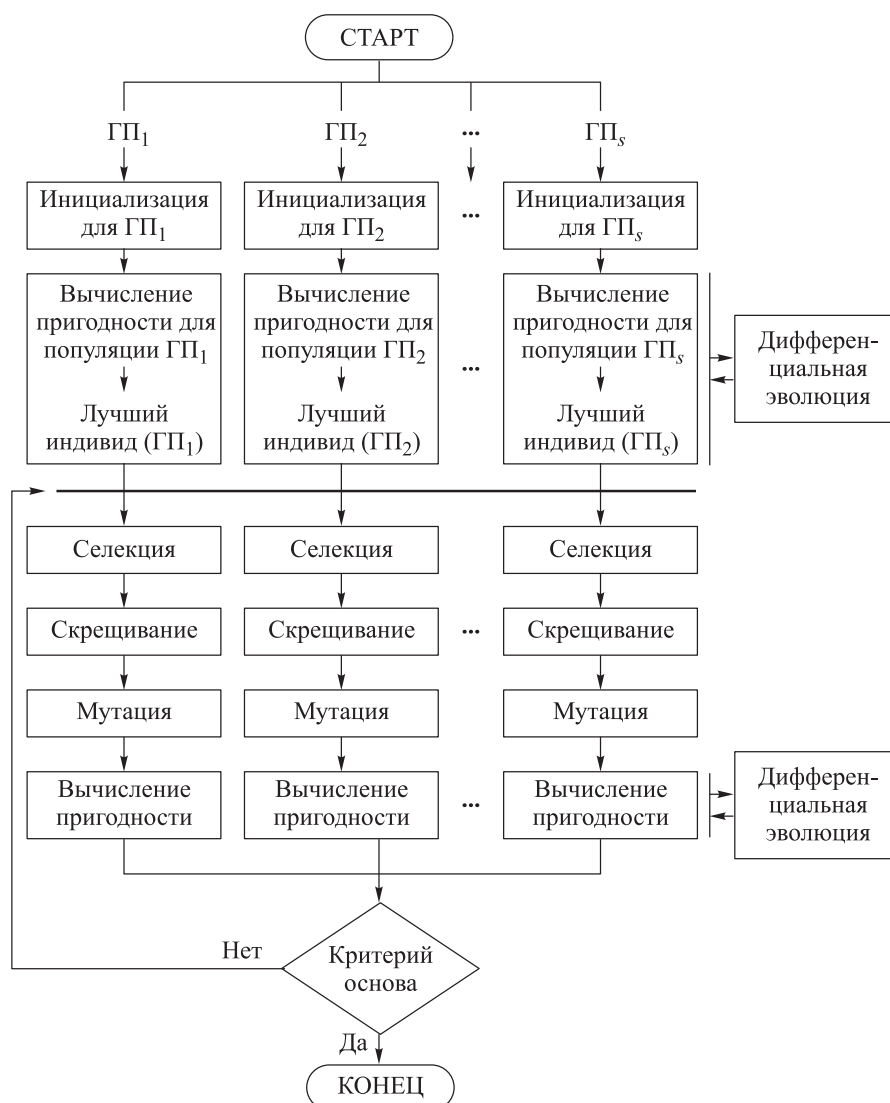 СТАРТ
ГП1 ГП2 ... ГПs
Инициализация
для ГП1
Инициализация
для ГП2
...
Инициализация
для ГПs
Вычисление
пригодности для
популяции ГП1
Лучший
индивид (ГП1)
Вычисление
пригодности для
популяции ГП2
Лучший
индивид (ГП2)
...
Вычисление
пригодности для
популяции ГПs
Лучший
индивид (ГПs)
Дифферен-
циальная
эволюция
Селекция Селекция Селекция
Скрещивание Скрещивание ... Скрещивание
Мутация Мутация Мутация
Вычисление
пригодности
Вычисление
пригодности
...
Вычисление
пригодности
Дифферен-
циальная
эволюция
Нет
Критерий
основа
Да
КОНЕЦ